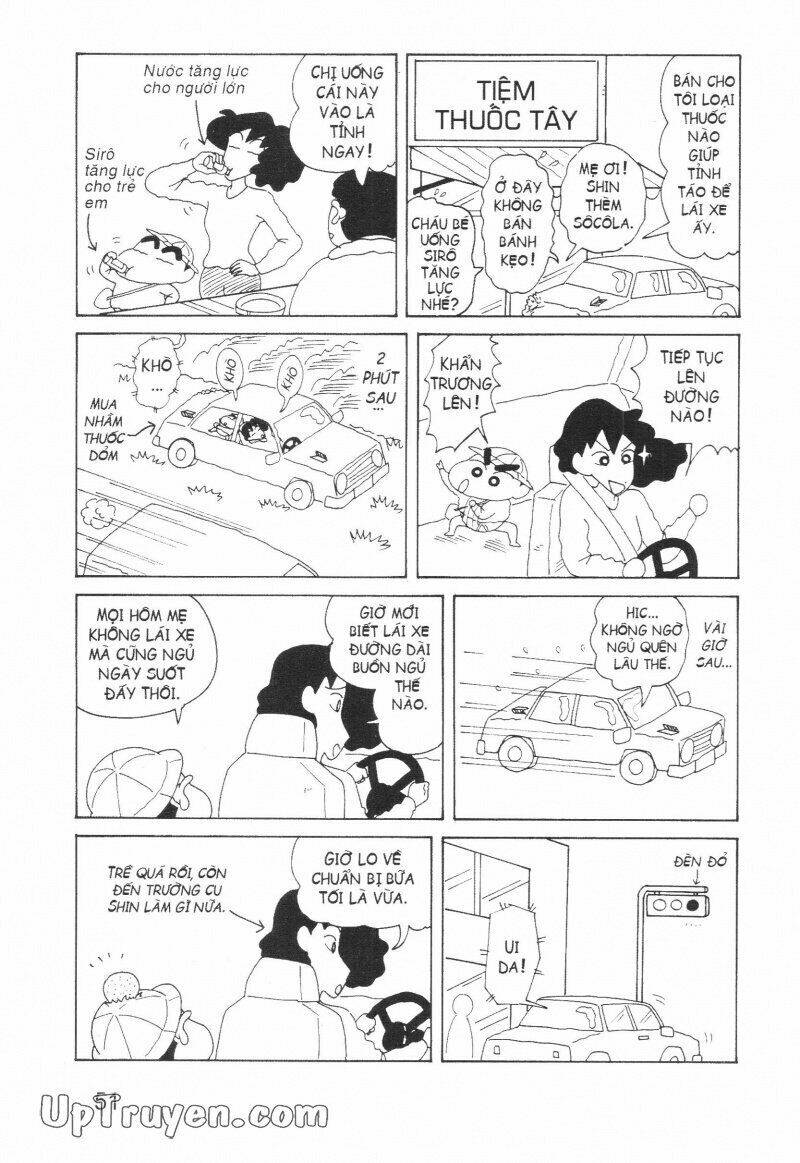 TIỆM
THUỐC TÂY
BÁN CHO
TÔI LOẠI
THUỐC
NÀO
GIÚP
TỈNH
TÁO ĐỂ
LÁI XE
ẤY.
MẸ ƠI!
SHIN
THÈM
SÔCÔLA.
Ở ĐÂY
KHÔNG
BÁN
BÁNH
KẸO!
CHÁU BÉ
UỐNG
SIRÔ
TĂNG
LỰC
NHÉ?
CHỊ UỐNG
CÁI NÀY
VÀO LÀ
TỈNH
NGAY!
Nước tăng lực
cho người lớn
Sirô
tăng lực
cho trẻ
em
TIẾP TỤC
LÊN
ĐƯỜNG
NÀO!
KHẨN
TRƯƠNG
LÊN!
2
PHÚT
SAU
...
KHÒ
KHÒ
KHÒ
...
MUA
NHẦM
THUỐC
DỎM
VÀI
GIỜ
SAU...
HIC...
KHÔNG NGỜ
NGỦ QUÊN
LÂU THẾ.
GIỜ MỚI
BIẾT LÁI XE
ĐƯỜNG DÀI
BUỒN NGỦ
THẾ
NÀO.
MỌI HÔM MẸ
KHÔNG LÁI XE
MÀ CŨNG NGỦ
NGÀY SUỐT
ĐẤY THÔI.
ĐÈN ĐỎ
UI
DA!
GIỜ LO VỀ
CHUẨN BỊ BỮA
TỐI LÀ VỪA.
TRỄ QUÁ RỒI, CÒN
ĐẾN TRƯỜNG CU
SHIN LÀM GÌ NỮA.
UpTruyen.com